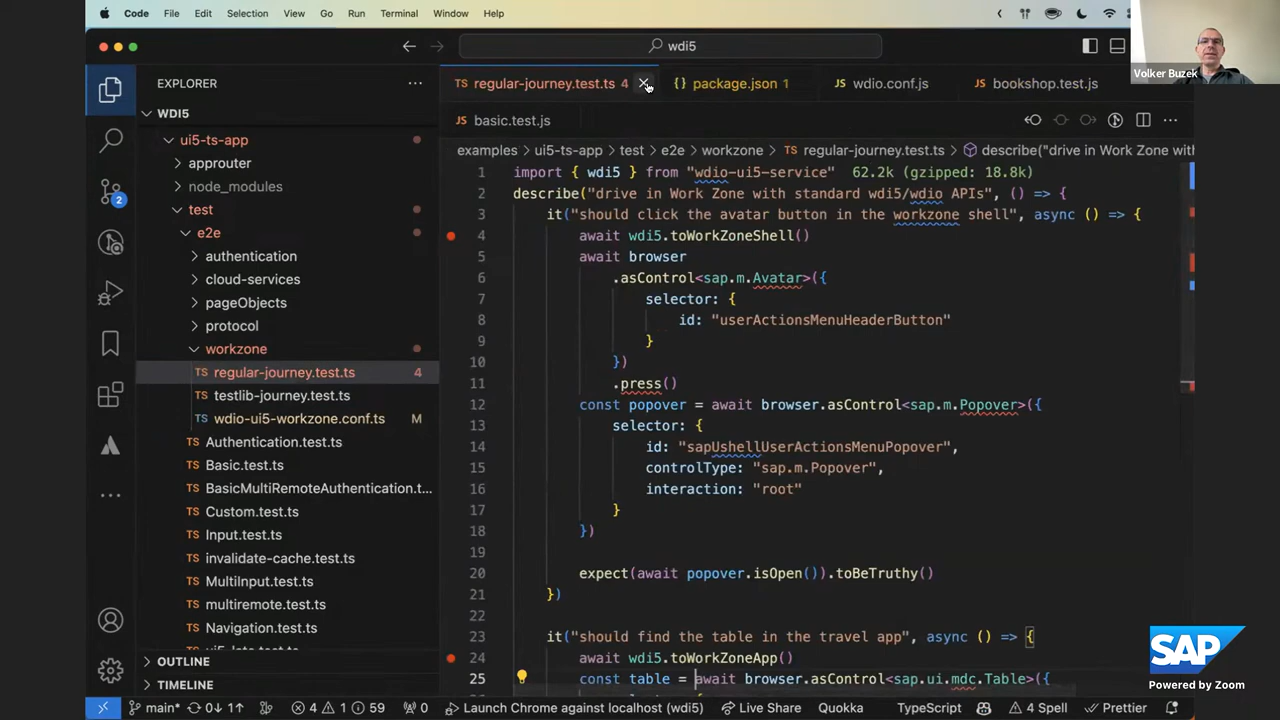 Code File Edit Selection View Go Run Terminal Window Help
wdi5
Volker Buzek
EXPLORER
regular-journey.test.ts 4
package.json 1
wdio.conf.js
bookshop.test.js
WDI5
basic.test.js
ui5-ts-app
approuter
node_modules
test
e2e
authentication
cloud-services
pageObjects
protocol
workzone
regular-journey.test.ts 4
testlib-journey.test.ts
wdio-ui5-workzone.conf.ts M
Authentication.test.ts
Basic.test.ts
BasicMultiRemoteAuthentication.t...
Custom.test.ts
Input.test.ts
invalidate-cache.test.ts
MultiInput.test.ts
multiremote.test.ts
Navigation.test.ts
OUTLINE
TIMELINE
2
examples > ui5-ts-app > test > e2e > workzone > TS regular-journey.test.ts > describe("drive in Work Zone with
1 import { wdi5 } from "wdio-ui5-service" 62.2k (gzipped: 18.8k)
2 describe("drive in Work Zone with standard wdi5/wdio APIs", () => {
3 it("should click the avatar button in the workzone shell", async () => {
4 await wdi5.toWorkZoneShell()
5 await browser
6 .asControl<sap.m.Avatar>({
7 selector: {
8 id: "userActionsMenuHeaderButton"
9 }
10 })
11 .press()
12 const popover = await browser.asControl<sap.m.Popover>({
13 selector: {
14 id: "sapUshellUserActionsMenuPopover",
15 controlType: "sap.m.Popover",
16 interaction: "root"
17 }
18 })
19
20 expect(await popover.isOpen()).toBeTruthy()
21 })
22
23 it("should find the table in the travel app", async () => {
24 await wdi5.toWorkZoneApp()
25 const table = await browser.asControl<sap.ui.mdc.Table>({
main* 0↓ 1↑ 4 1 59 0 Launch Chrome against localhost (wdi5) Live Share Quokka TypeScript 4 Spell Prettier
SAP
Powered by Zoom